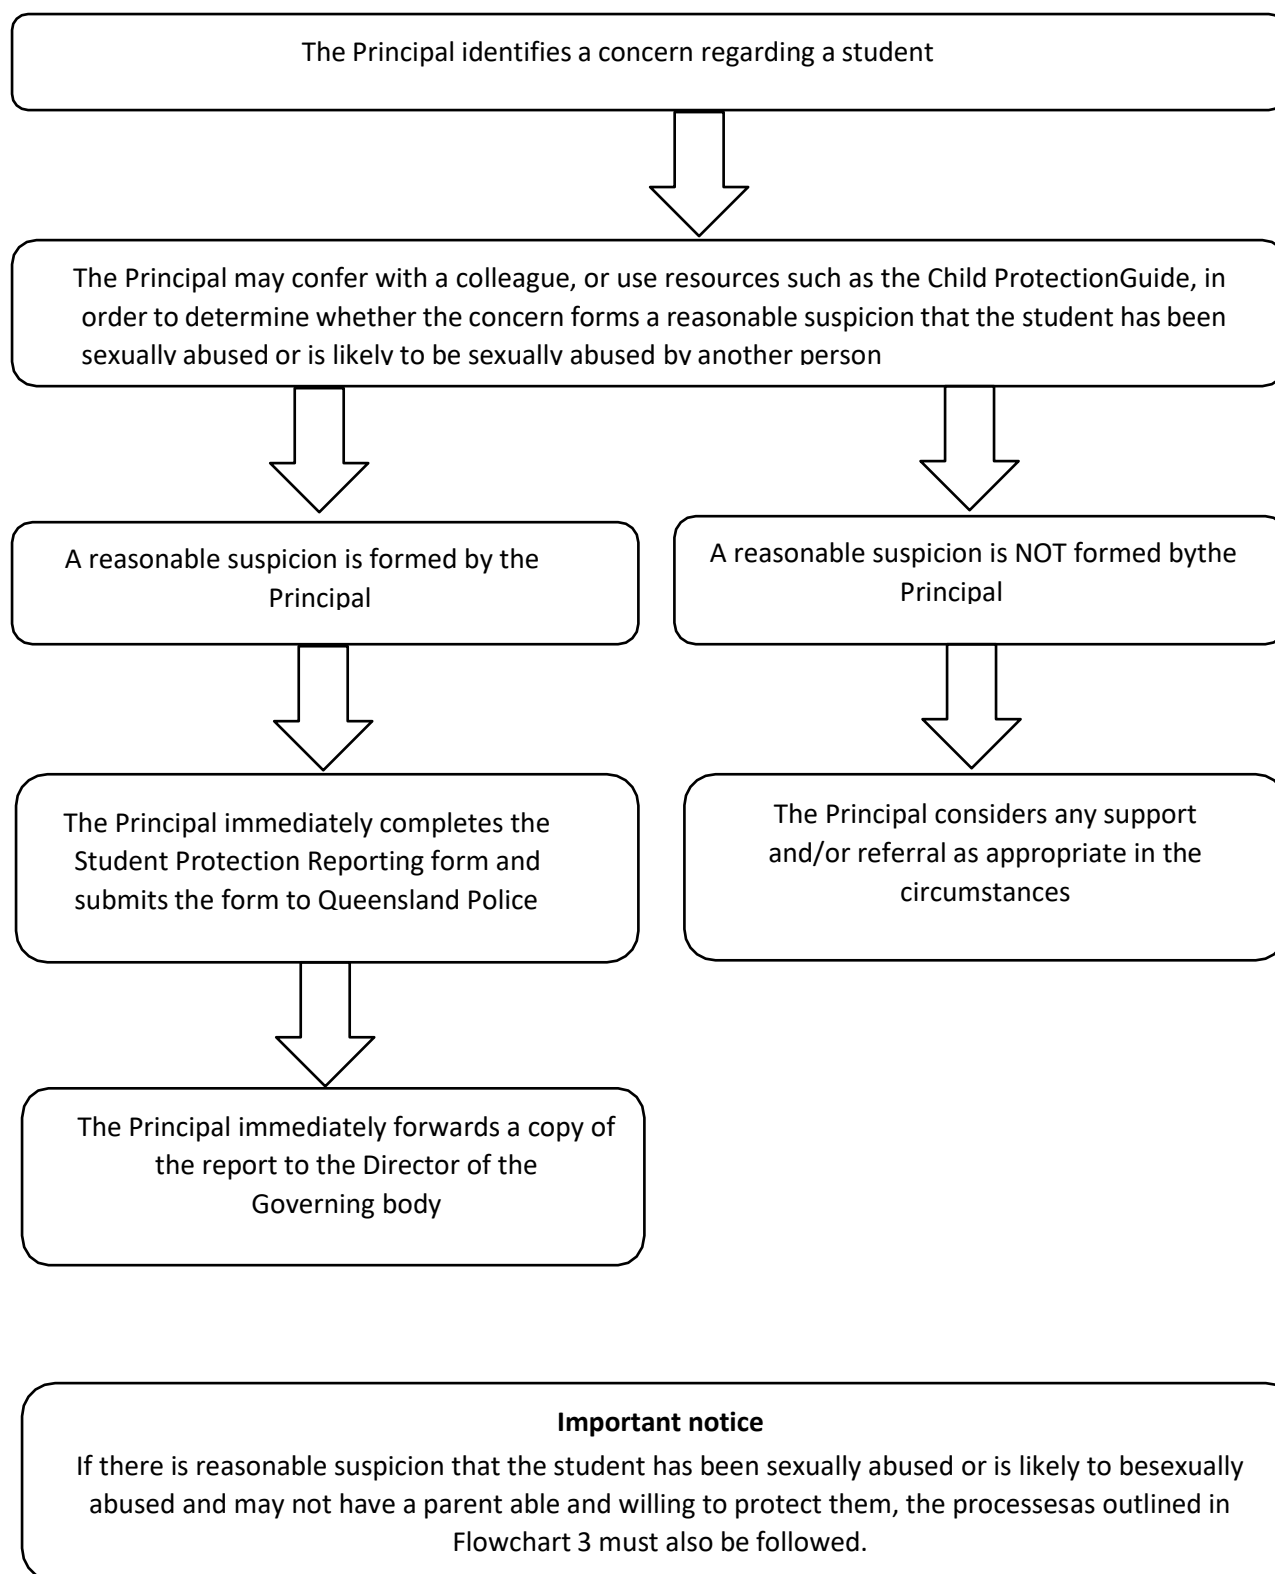 The Principal identifies a concern regarding a student
The Principal may confer with a colleague, or use resources such as the Child ProtectionGuide, in
order to determine whether the concern forms a reasonable suspicion that the student has been
sexually abused or is likely to be sexually abused by another person
A reasonable suspicion is formed by the
Principal
A reasonable suspicion is NOT formed bythe
Principal
The Principal immediately completes the
Student Protection Reporting form and
submits the form to Queensland Police
The Principal considers any support
and/or referral as appropriate in the
circumstances
The Principal immediately forwards a copy of
the report to the Director of the
Governing body
Important notice
If there is reasonable suspicion that the student has been sexually abused or is likely to besexually
abused and may not have a parent able and willing to protect them, the processesas outlined in
Flowchart 3 must also be followed.